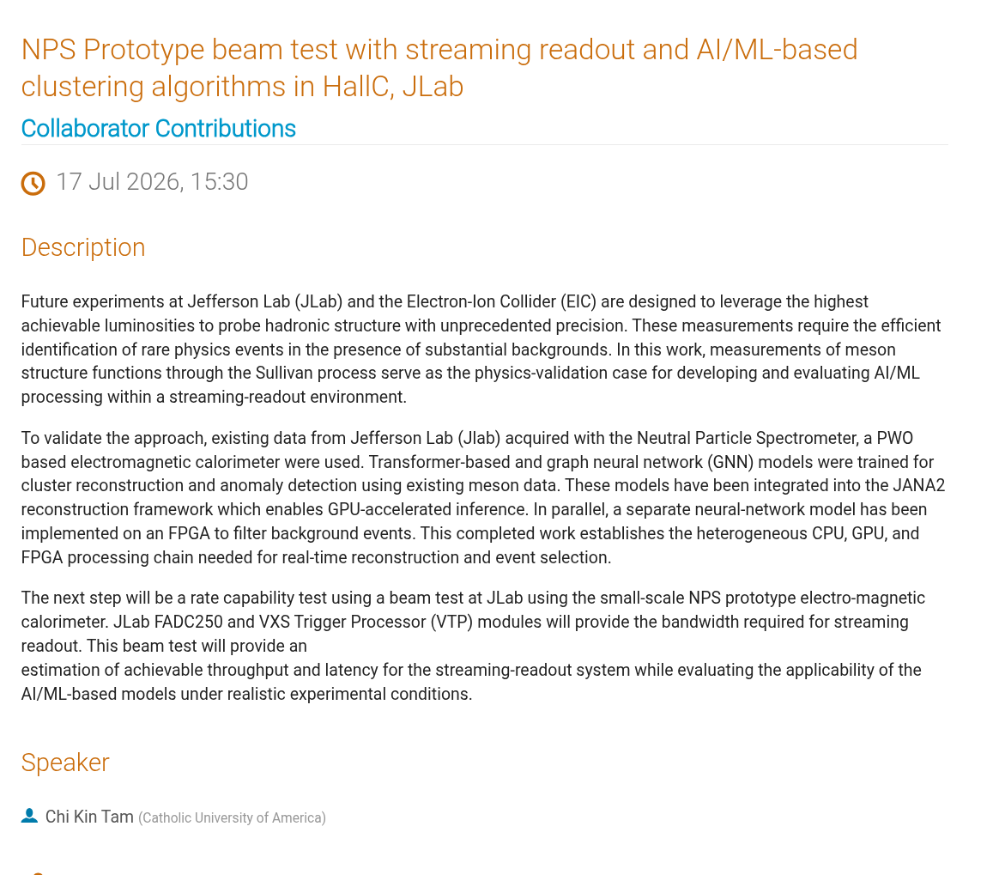 NPS Prototype beam test with streaming readout and AI/ML-based
clustering algorithms in HallC, JLab
Collaborator Contributions
17 Jul 2026, 15:30
Description
Future experiments at Jefferson Lab (JLab) and the Electron-Ion Collider (EIC) are designed to leverage the highest
achievable luminosities to probe hadronic structure with unprecedented precision. These measurements require the efficient
identification of rare physics events in the presence of substantial backgrounds. In this work, measurements of meson
structure functions through the Sullivan process serve as the physics-validation case for developing and evaluating AI/ML
processing within a streaming-readout environment.
To validate the approach, existing data from Jefferson Lab (Jlab) acquired with the Neutral Particle Spectrometer, a PWO
based electromagnetic calorimeter were used. Transformer-based and graph neural network (GNN) models were trained for
cluster reconstruction and anomaly detection using existing meson data. These models have been integrated into the JANA2
reconstruction framework which enables GPU-accelerated inference. In parallel, a separate neural-network model has been
implemented on an FPGA to filter background events. This completed work establishes the heterogeneous CPU, GPU, and
FPGA processing chain needed for real-time reconstruction and event selection.
The next step will be a rate capability test using a beam test at JLab using the small-scale NPS prototype electro-magnetic
calorimeter. JLab FADC250 and VXS Trigger Processor (VTP) modules will provide the bandwidth required for streaming
readout. This beam test will provide an
estimation of achievable throughput and latency for the streaming-readout system while evaluating the applicability of the
AI/ML-based models under realistic experimental conditions.
Speaker
Chi Kin Tam (Catholic University of America)